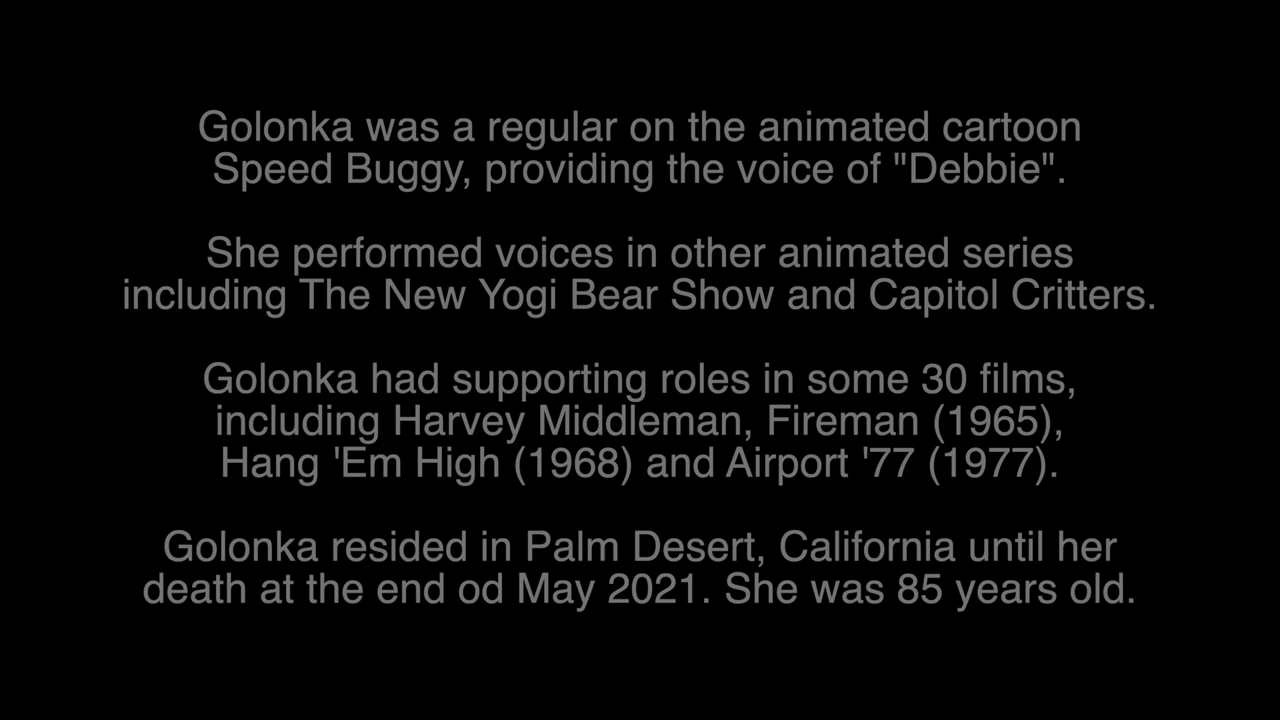 Golonka was a regular on the animated cartoon
Speed Buggy, providing the voice of "Debbie".
She performed voices in other animated series
including The New Yogi Bear Show and Capitol Critters.
Golonka had supporting roles in some 30 films,
including Harvey Middleman, Fireman (1965),
Hang 'Em High (1968) and Airport '77 (1977).
Golonka resided in Palm Desert, California until her
death at the end od May 2021. She was 85 years old.